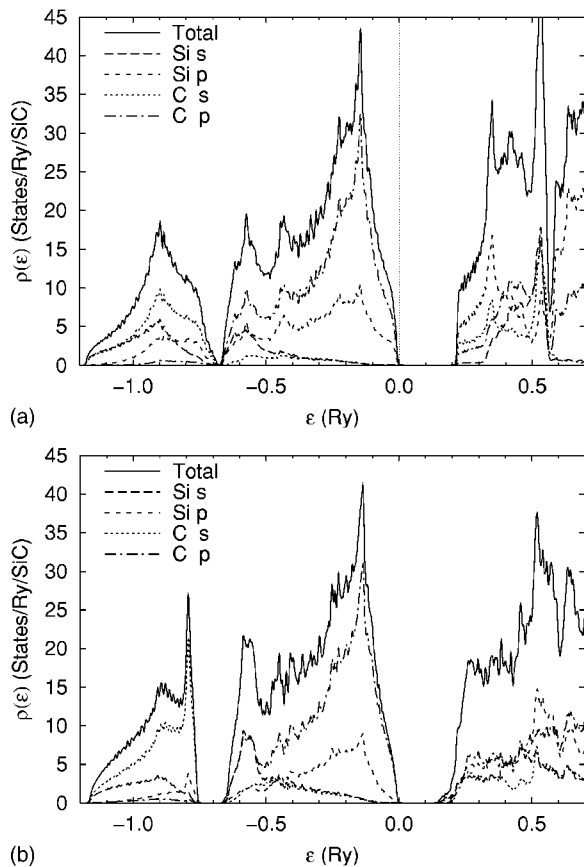 45
40
35
30
25
20
15
10
5
0
ρ(ε) (States/Ry/SiC)
Total
Si s
Si p
C s
C p
-1.0
-0.5
0.0
0.5
(a)
ε (Ry)
45
40
35
30
25
20
15
10
5
0
ρ(ε) (States/Ry/SiC)
Total
Si s
Si p
C s
C p
-1.0
-0.5
0.0
0.5
(b)
ε (Ry)